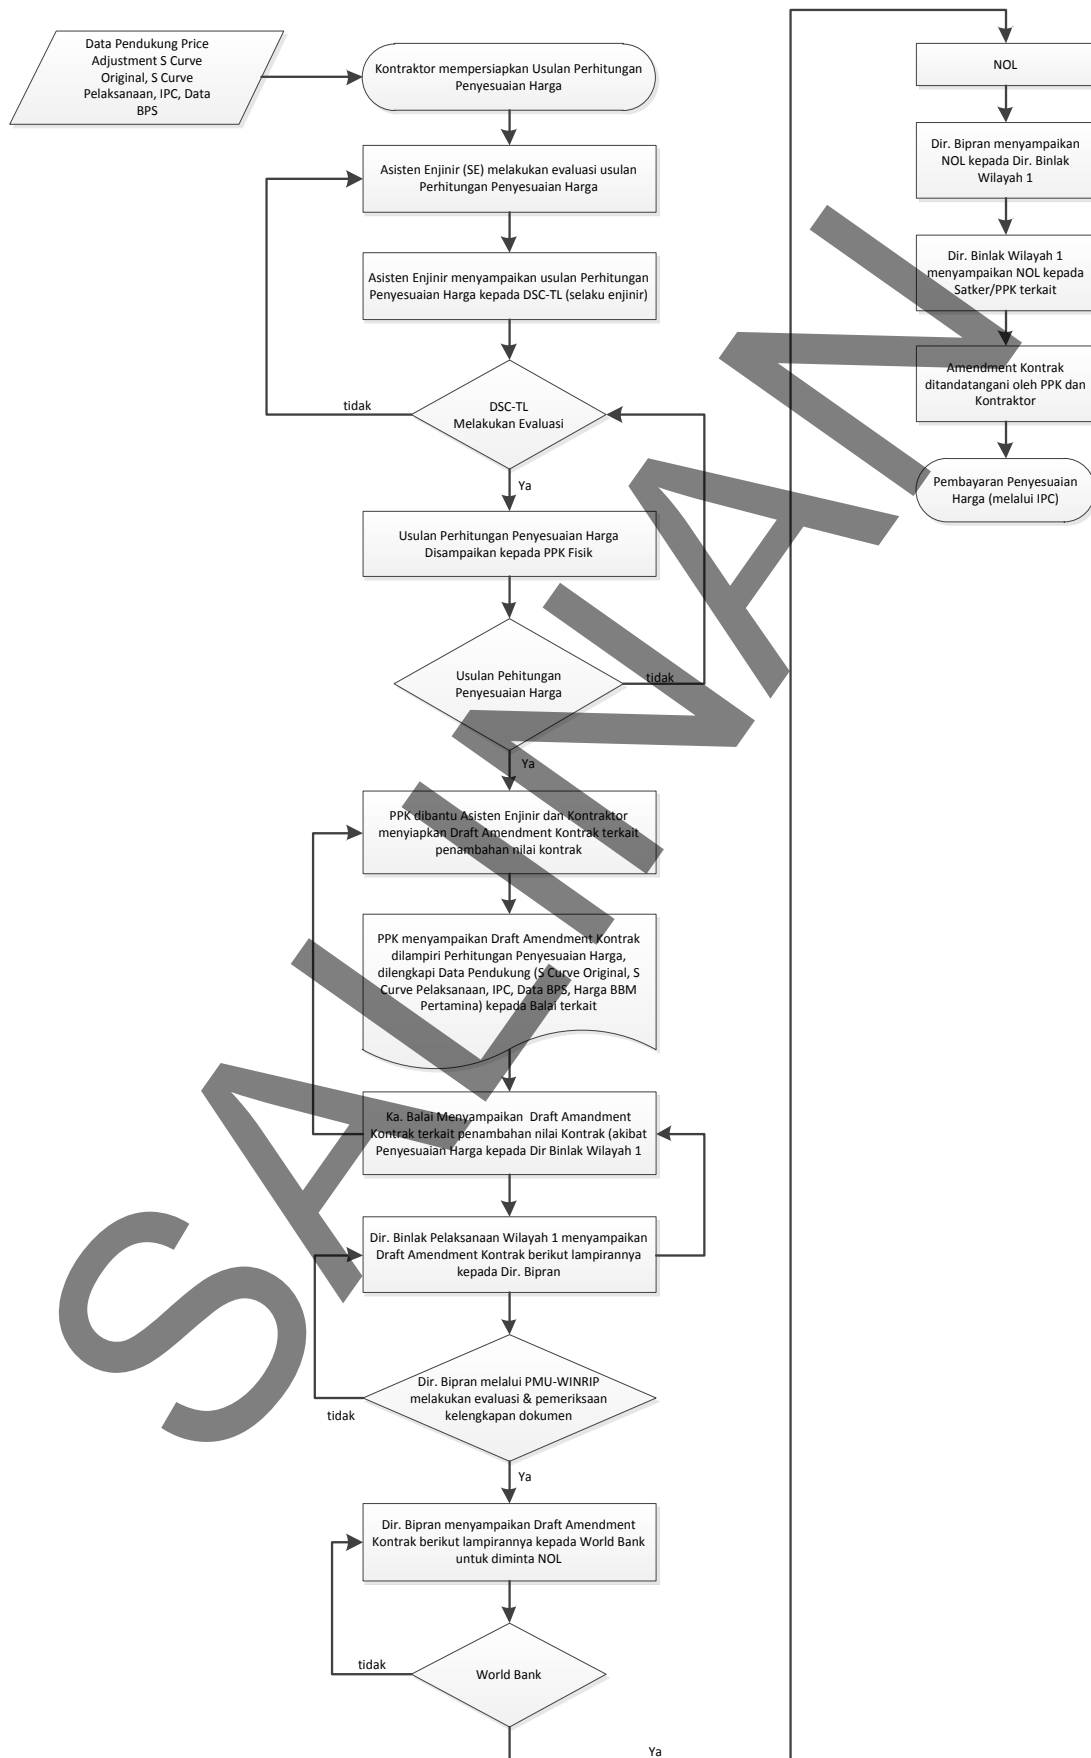 Data Pendukung Price
Adjustment S Curve
Original, S Curve
Pelaksanaan, IPC, Data
BPS
Kontraktor mempersiapkan Usulan Perhitungan
Penyesuaian Harga
Asisten Enjinir (SE) melakukan evaluasi usulan
Perhitungan Penyesuaian Harga
Asisten Enjinir menyampaikan usulan Perhitungan
Penyesuaian Harga kepada DSC-TL (selaku enjinir)
tidak
DSC-TL
Melakukan Evaluasi
Ya
Usulan Perhitungan Penyesuaian Harga
Disampaikan kepada PPK Fisik
Usulan Pehitungan
Penyesuaian Harga
tidak
Ya
PPK dibantu Asisten Enjinir dan Kontraktor
menyiapkan Draft Amendment Kontrak terkait
penambahan nilai kontrak
PPK menyampaikan Draft Amendment Kontrak
dilampiri Perhitungan Penyesuaian Harga,
dilengkapi Data Pendukung (S Curve Original, S
Curve Pelaksanaan, IPC, Data BPS, Harga BBM
Pertamina) kepada Balai terkait
Ka. Balai Menyampaikan Draft Amandment
Kontrak terkait penambahan nilai Kontrak (akibat
Penyesuaian Harga kepada Dir Binlak Wilayah 1
Dir. Binlak Pelaksanaan Wilayah 1 menyampaikan
Draft Amendment Kontrak berikut lampirannya
kepada Dir. Bipran
Dir. Bipran melalui PMU-WINRIP
melakukan evaluasi & pemeriksaan
kelengkapan dokumen
tidak
Ya
Dir. Bipran menyampaikan Draft Amendment
Kontrak berikut lampirannya kepada World Bank
untuk diminta NOL
tidak
World Bank
Ya
NOL
Dir. Bipran menyampaikan
NOL kepada Dir. Binlak
Wilayah 1
Dir. Binlak Wilayah 1
menyampaikan NOL kepada
Satker/PPK terkait
Amendment Kontrak
ditandatangani oleh PPK dan
Kontraktor
Pembayaran Penyesuaian
Harga (melalui IPC)
SALINAN